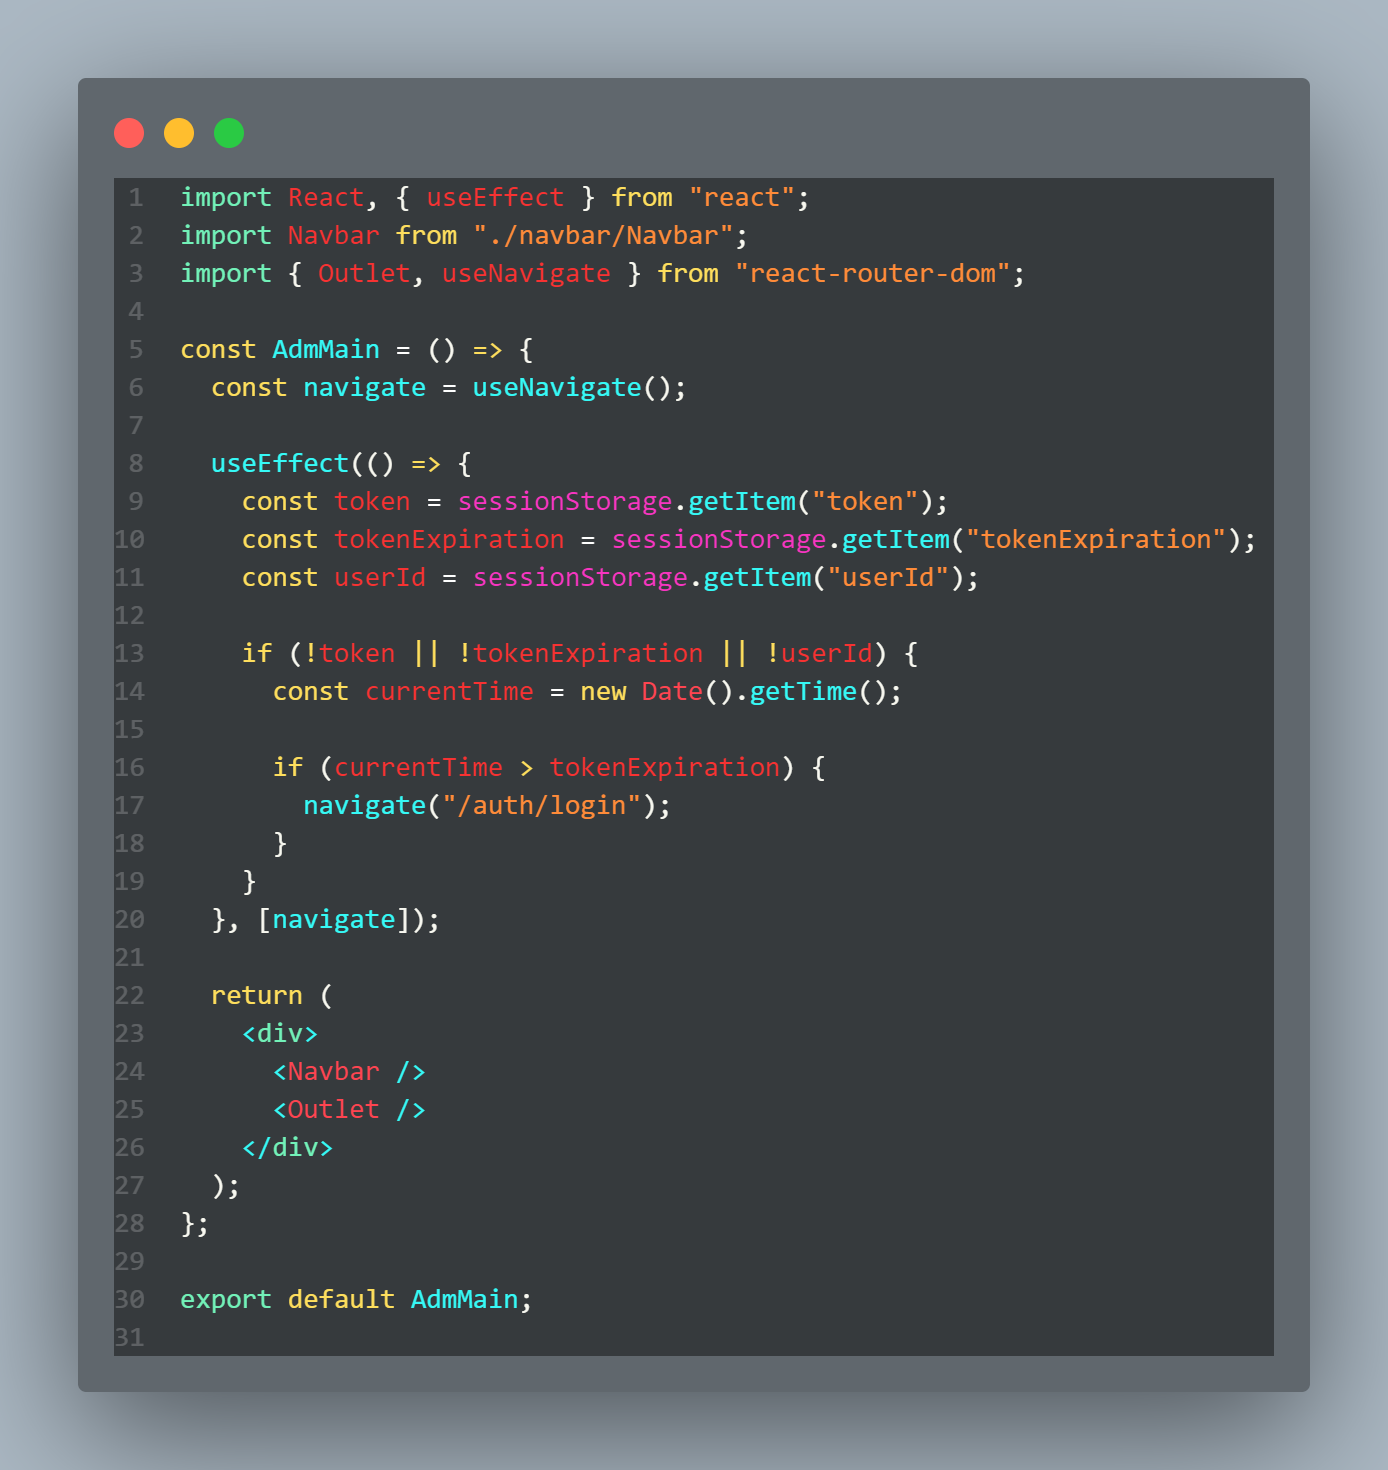 1 import React, { useEffect } from "react";
2 import Navbar from "./navbar/Navbar";
3 import { Outlet, useNavigate } from "react-router-dom";
4
5 const AdmMain = () => {
6   const navigate = useNavigate();
7
8   useEffect(() => {
9     const token = sessionStorage.getItem("token");
10     const tokenExpiration = sessionStorage.getItem("tokenExpiration");
11     const userId = sessionStorage.getItem("userId");
12
13     if (!token || !tokenExpiration || !userId) {
14       const currentTime = new Date().getTime();
15
16       if (currentTime > tokenExpiration) {
17         navigate("/auth/login");
18       }
19     }
20   }, [navigate]);
21
22   return (
23     <div>
24       <Navbar />
25       <Outlet />
26     </div>
27   );
28 };
29
30 export default AdmMain;
31